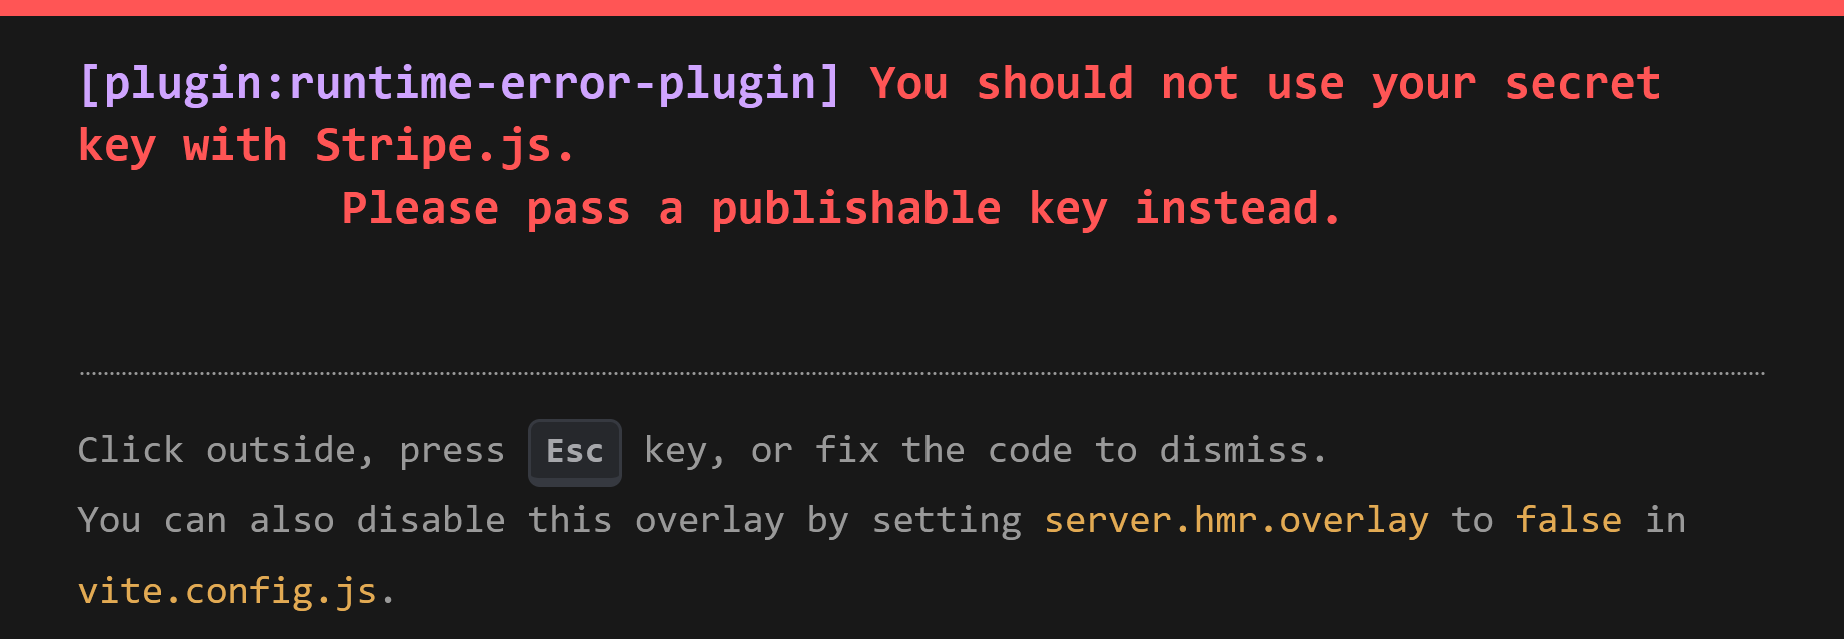 [plugin:runtime-error-plugin] You should not use your secret
key with Stripe.js.
Please pass a publishable key instead.
Click outside, press Esc key, or fix the code to dismiss.
You can also disable this overlay by setting server.hmr.overlay to false in
vite.config.js.